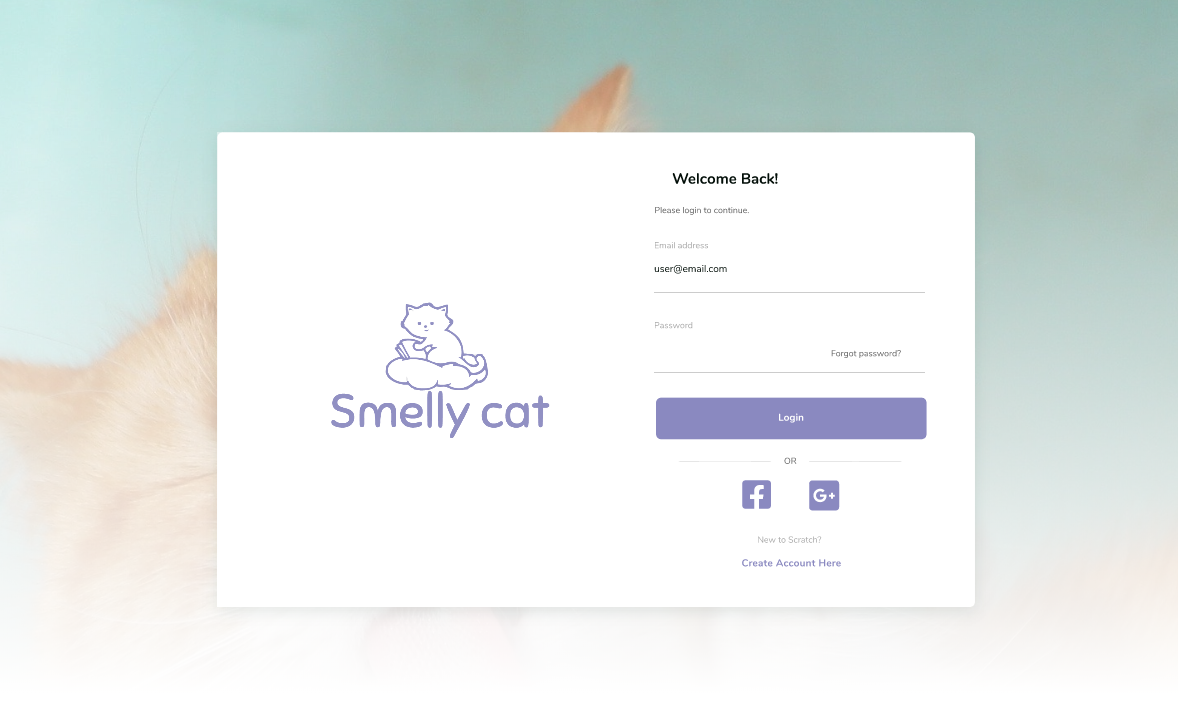 Welcome Back!
Please login to continue.
Email address
user@email.com
Password
Forgot password?
Login
OR
G+
New to Scratch?
Create Account Here
Smelly cat